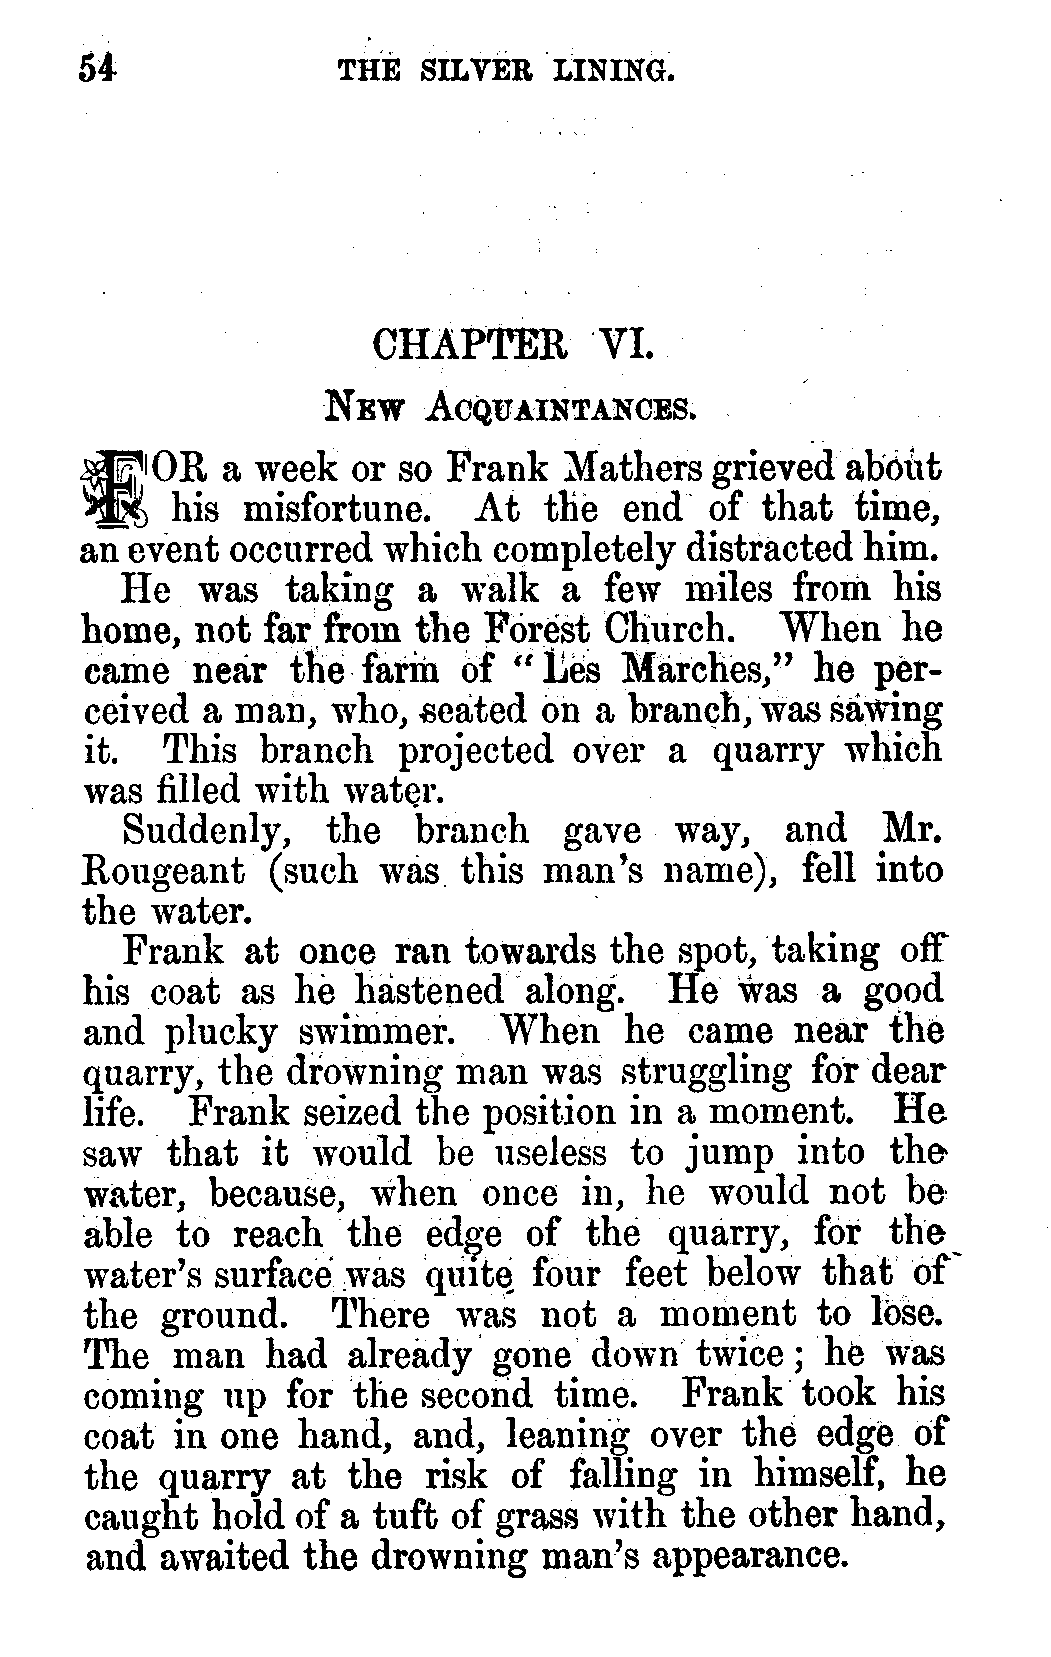 54 THE SILVER LINING.
CHAPTER VI.
NEW ACQUAINTANCES.
FOR a week or so Frank Mathers grieved about
his misfortune. At the end of that time,
an event occurred which completely distracted him.
He was taking a walk a few miles from his
home, not far from the Forest Church. When he
came near the farm of “Les Marches,” he per-
ceived a man, who, seated on a branch, was sawing
it. This branch projected over a quarry which
was filled with water.
Suddenly, the branch gave way, and Mr.
Rougeant (such was this man's name), fell into
the water.
Frank at once ran towards the spot, taking off
his coat as he hastened along. He was a good
and plucky swimmer. When he came near the
quarry, the drowning man was struggling for dear
life. Frank seized the position in a moment. He
saw that it would be useless to jump into the
water, because, when once in, he would not be
able to reach the edge of the quarry, for the
water's surface was quite four feet below that of
the ground. There was not a moment to lose.
The man had already gone down twice; he was
coming up for the second time. Frank took his
coat in one hand, and, leaning over the edge of
the quarry at the risk of falling in himself, he
caught hold of a tuft of grass with the other hand,
and awaited the drowning man's appearance.